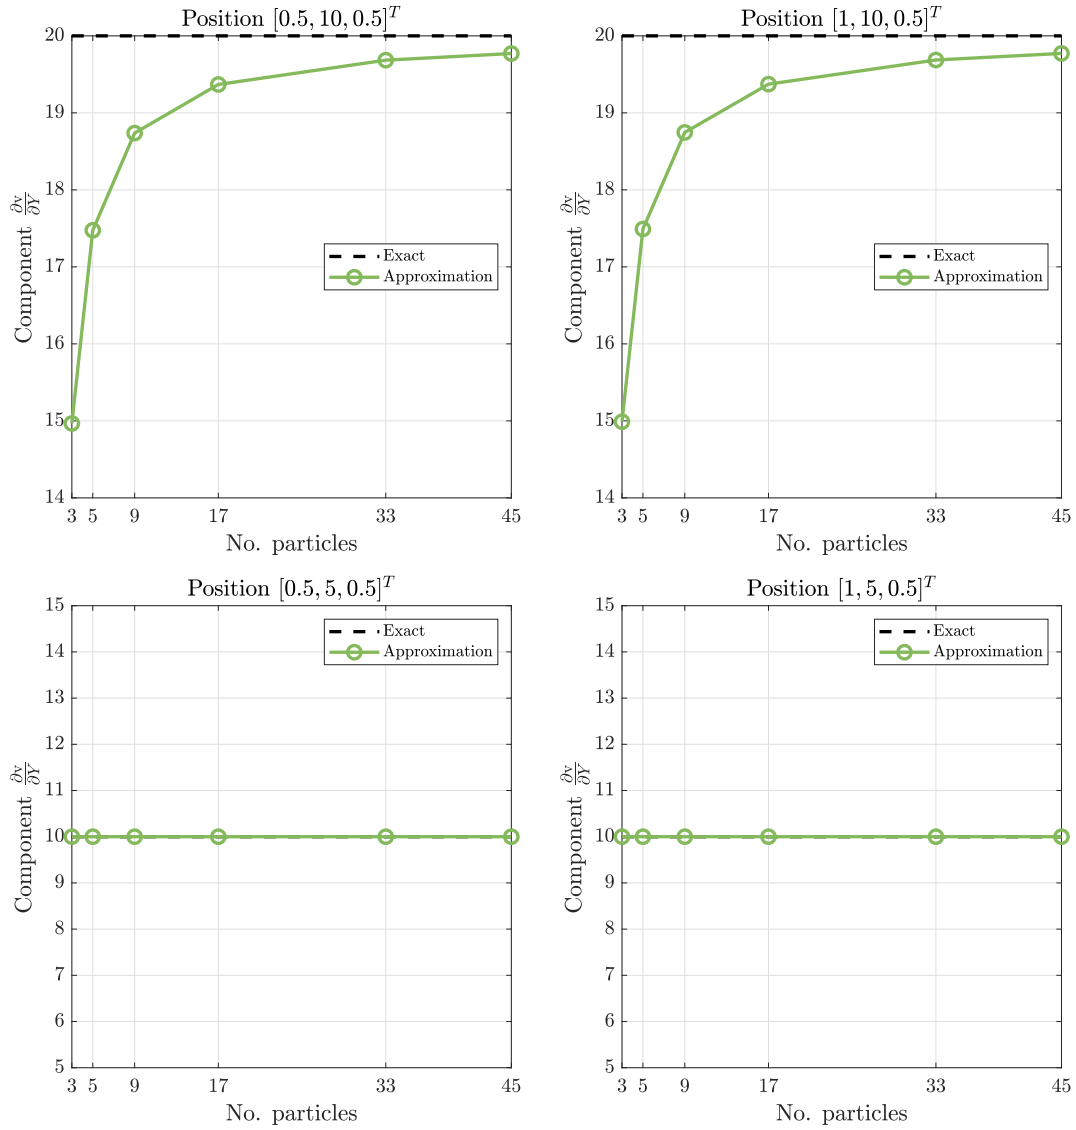 Position [0.5, 10, 0.5]^T
20
19
18
17
16
15
14
Component ∂v/∂Y
Exact
Approximation
3 5 9 17 33 45
No. particles
Position [1, 10, 0.5]^T
20
19
18
17
16
15
14
Component ∂v/∂Y
Exact
Approximation
3 5 9 17 33 45
No. particles
Position [0.5, 5, 0.5]^T
15
14
13
12
11
10
9
8
7
6
5
Component ∂v/∂Y
Exact
Approximation
3 5 9 17 33 45
No. particles
Position [1, 5, 0.5]^T
15
14
13
12
11
10
9
8
7
6
5
Component ∂v/∂Y
Exact
Approximation
3 5 9 17 33 45
No. particles